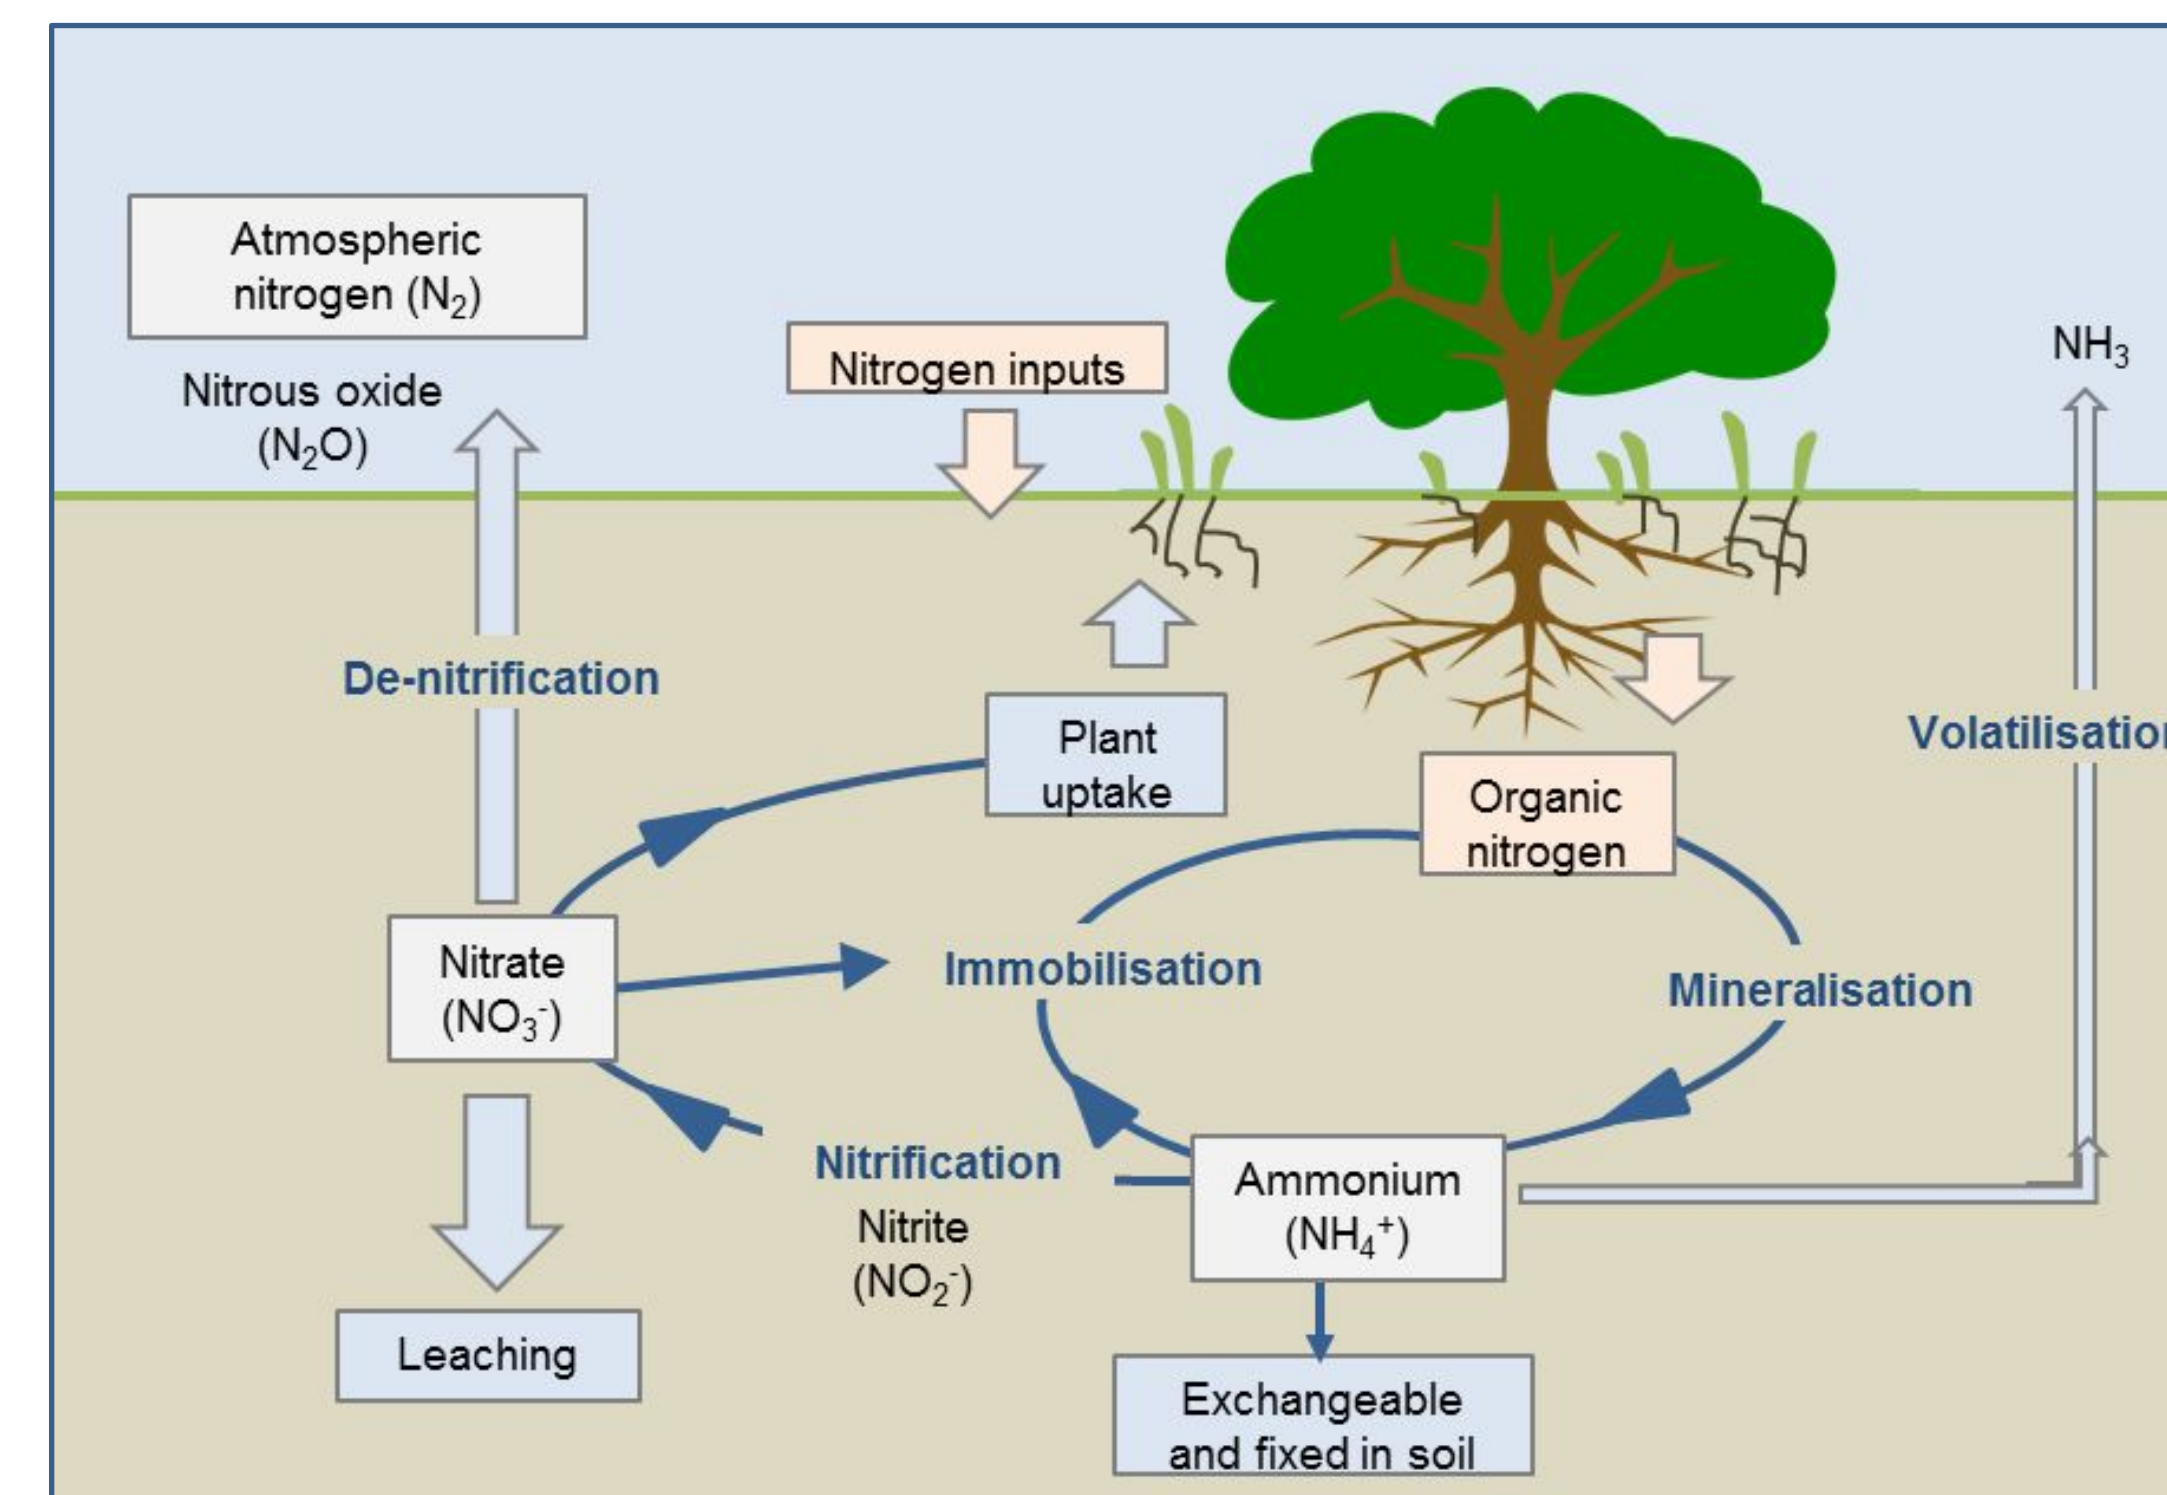 Atmospheric
nitrogen (N₂)
Nitrous oxide
(N₂O)
Nitrogen inputs
NH₃
De-nitrification
Plant
uptake
Volatilisation
Organic
nitrogen
Nitrate
(NO₃⁻)
Immobilisation
Mineralisation
Nitrification
Nitrite
(NO₂⁻)
Ammonium
(NH₄⁺)
Leaching
Exchangeable
and fixed in soil